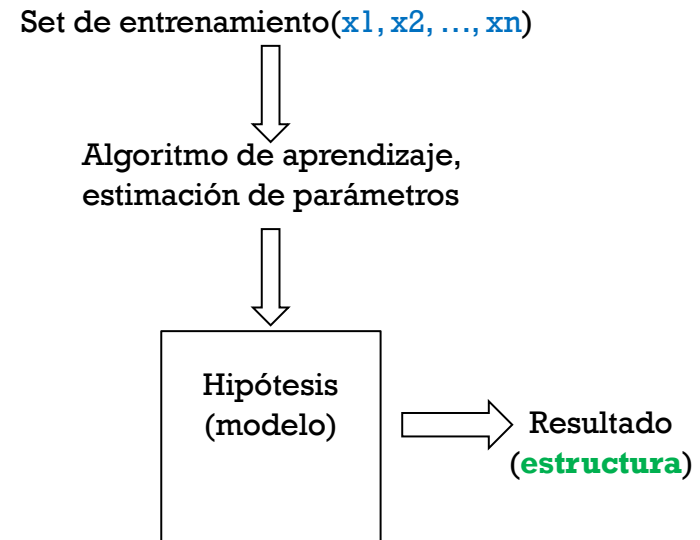 Set de entrenamiento(x1, x2, ..., xn)
Algoritmo de aprendizaje,
estimación de parámetros
Hipótesis
(modelo)
Resultado
(estructura)